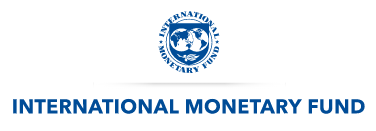 INTERNATIONAL
MONETARY FUND
INTERNATIONAL MONETARY FUND